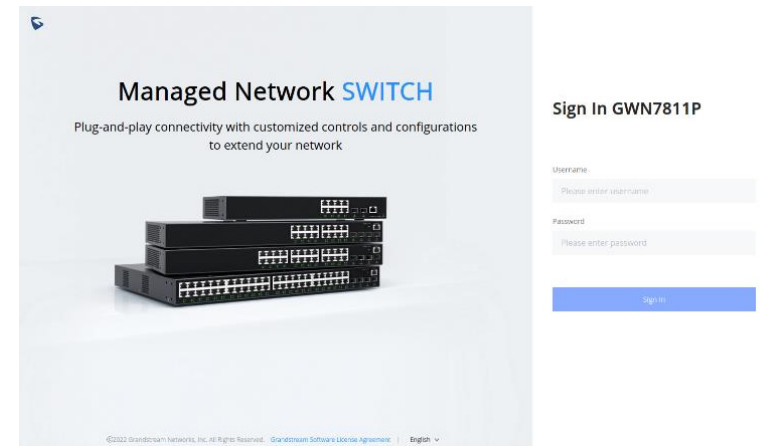 Managed Network SWITCH
Plug-and-play connectivity with customized controls and configurations
to extend your network
Sign In GWN7811P
Username
Please enter username
Password
Please enter password
Sign In
©2022 Grandstream Networks, Inc. All Rights Reserved. Grandstream Software License Agreement | English